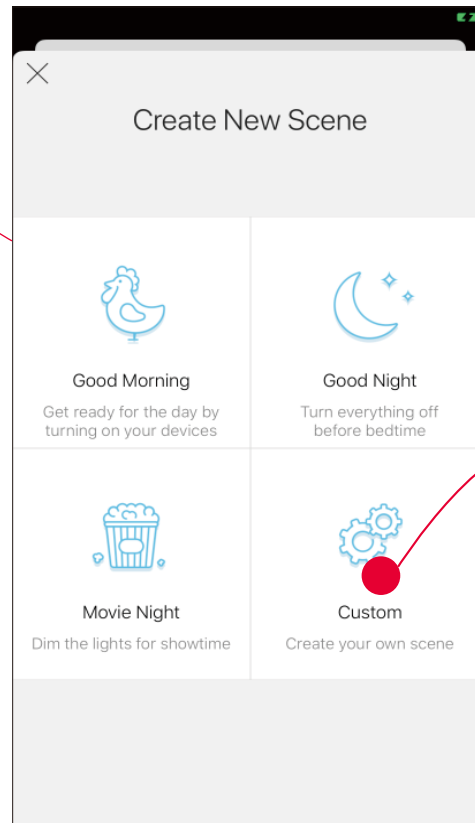 Create New Scene
Good Morning
Get ready for the day by
turning on your devices
Good Night
Turn everything off
before bedtime
Movie Night
Dim the lights for showtime
Custom
Create your own scene